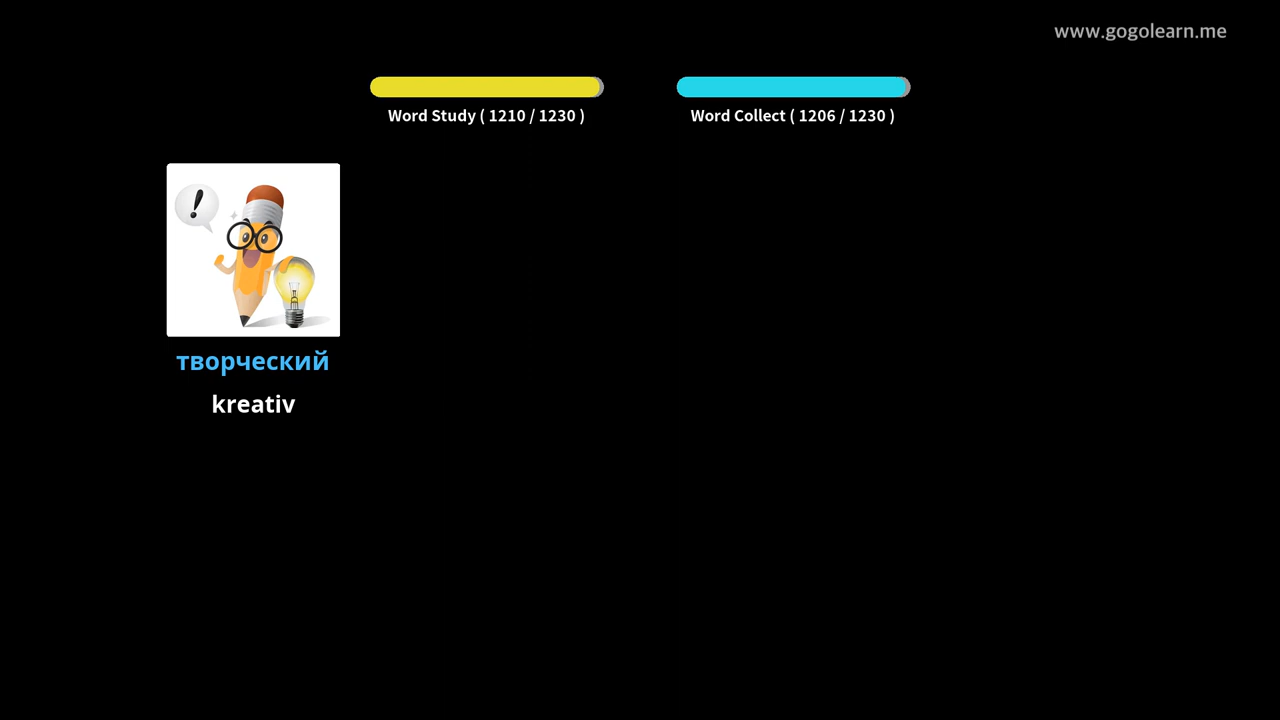 www.gogolearn.me
Word Study ( 1210 / 1230 )
Word Collect ( 1206 / 1230 )
!
творческий
kreativ